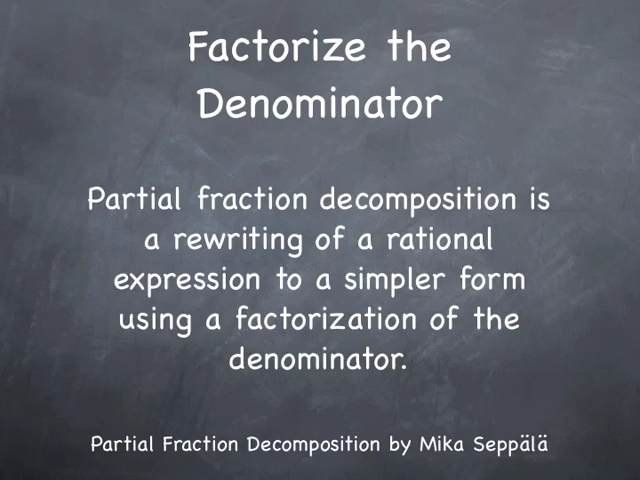 Factorize the
Denominator
Partial fraction decomposition is
a rewriting of a rational
expression to a simpler form
using a factorization of the
denominator.
Partial Fraction Decomposition by Mika Seppälä